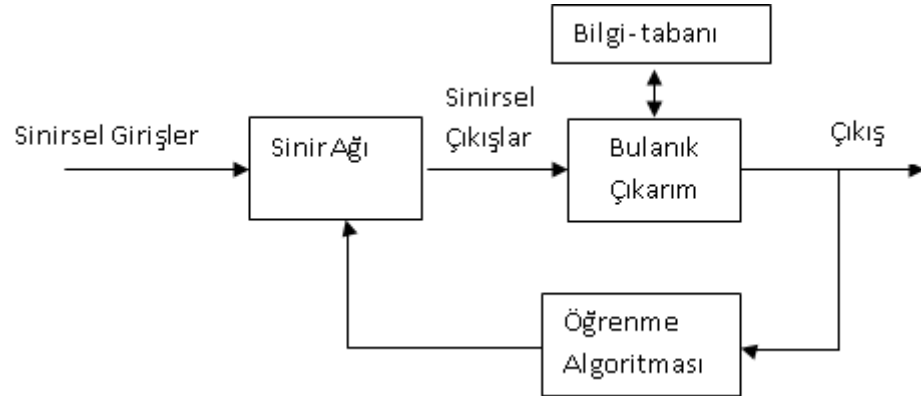 Bilgi-tabanı
Sinirsel Girişler
Sinir Ağı
Sinirsel
Çıkışlar
Bulanık
Çıkarım
Çıkış
Öğrenme
Algoritması